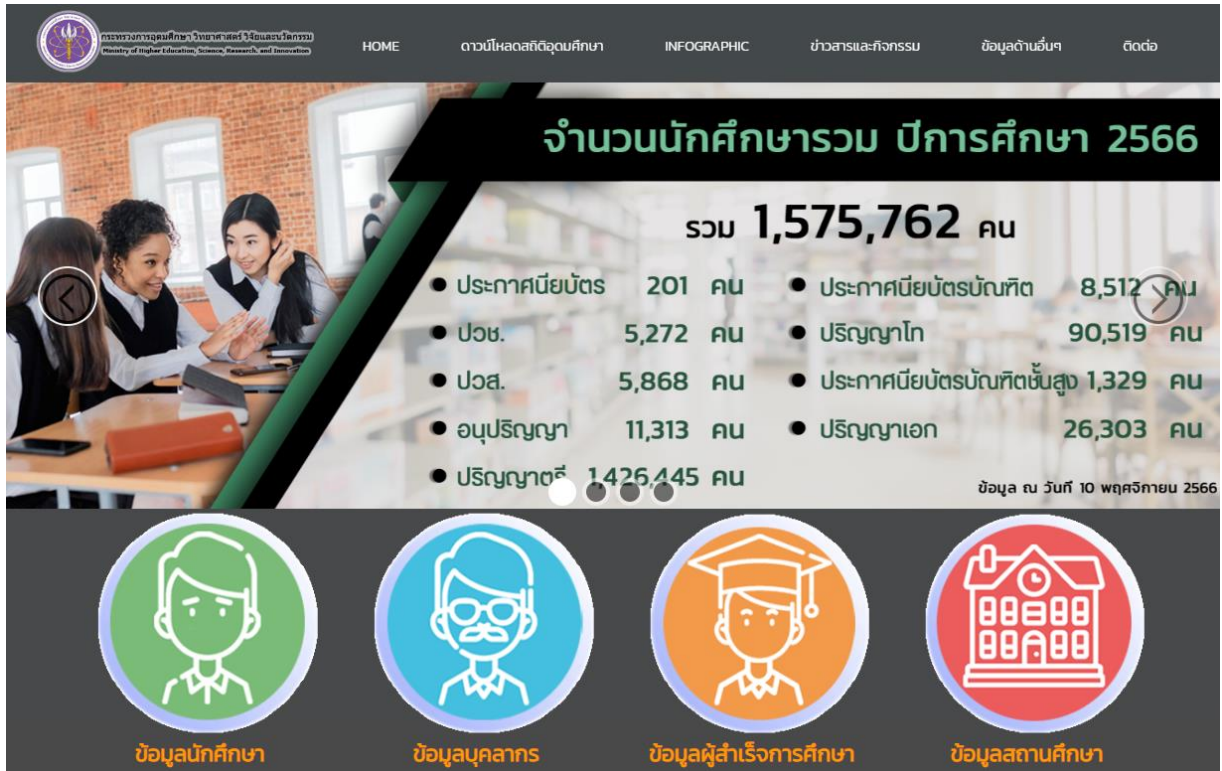 กระทรวงการอุดมศึกษา วิทยาศาสตร์ วิจัยและนวัตกรรม
Ministry of Higher Education, Science, Research, and Innovation
HOME ดาวน์โหลดสถิติอุดมศึกษา INFOGRAPHIC ข่าวสารและกิจกรรม ข้อมูลด้านอื่นๆ ติดต่อ
จำนวนนักศึกษารวม ปีการศึกษา 2566
รวม 1,575,762 คน
ประกาศนียบัตร 201 คน
ปวช. 5,272 คน
ปวส. 5,868 คน
อนุปริญญา 11,313 คน
ปริญญาตรี 1,426,445 คน
ประกาศนียบัตรบัณฑิต 8,512 คน
ปริญญาโท 90,519 คน
ประกาศนียบัตรบัณฑิตชั้นสูง 1,329 คน
ปริญญาเอก 26,303 คน
ข้อมูล ณ วันที่ 10 พฤศจิกายน 2566
ข้อมูลนักศึกษา
ข้อมูลบุคลากร
ข้อมูลผู้สำเร็จการศึกษา
ข้อมูลสถานศึกษา